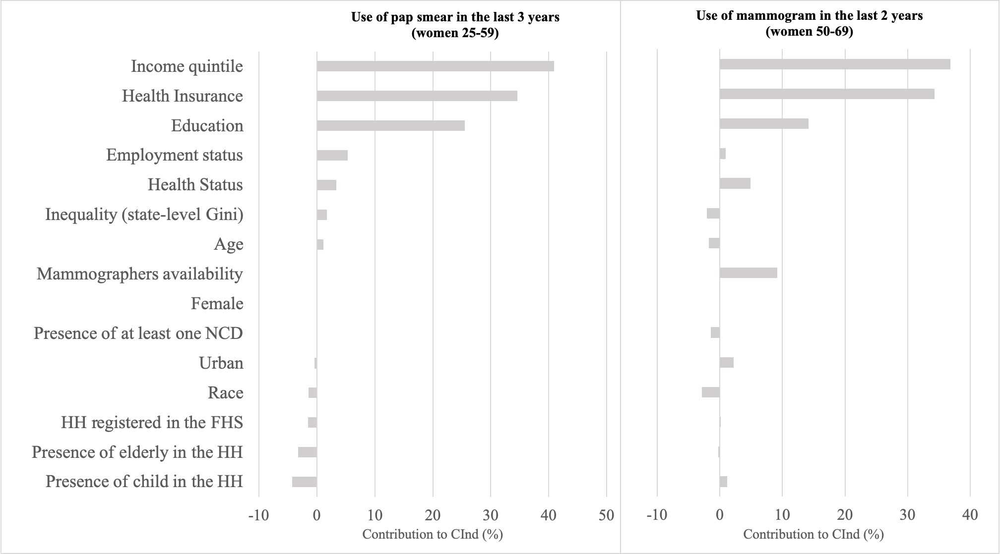 Use of pap smear in the last 3 years
(women 25-59)
Use of mammogram in the last 2 years
(women 50-69)
Income quintile
Health Insurance
Education
Employment status
Health Status
Inequality (state-level Gini)
Age
Mammographers availability
Female
Presence of at least one NCD
Urban
Race
HH registered in the FHS
Presence of elderly in the HH
Presence of child in the HH
-10 0 10 20 30 40 50
Contribution to CInd (%)
-10 0 10 20 30 40
Contribution to CInd (%)